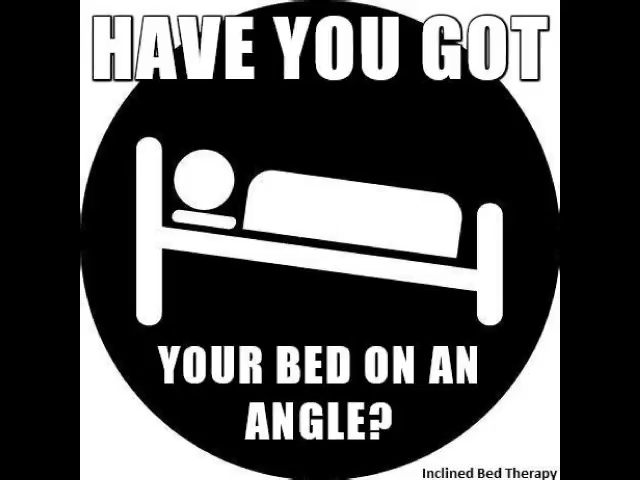 HAVE YOU GOT
YOUR BED ON AN
ANGLE?
Inclined Bed Therapy